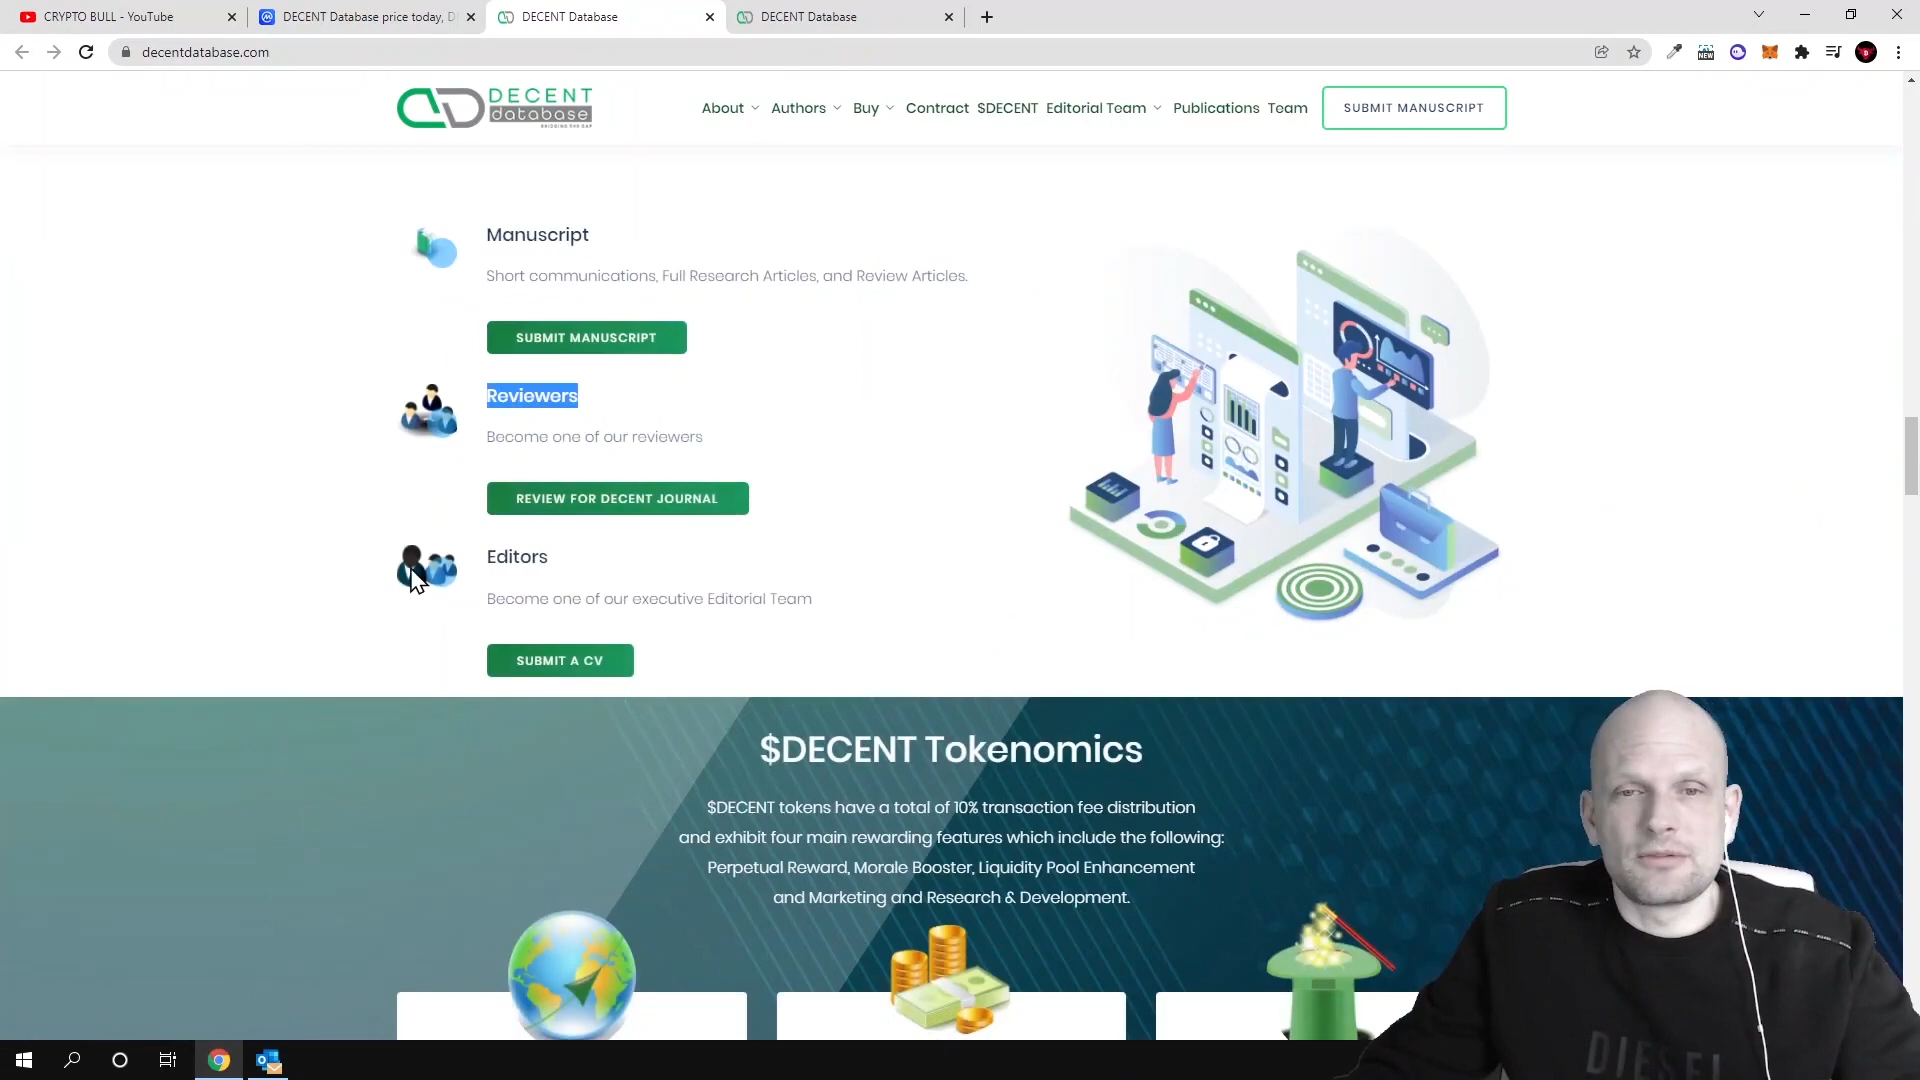 CRYPTO BULL - YouTube
DECENT Database price today, D
DECENT Database
DECENT Database
decentdatabase.com
NEW
DECENT
database
BRIDGING THE GAP
About
Authors
Buy
Contract
$DECENT
Editorial Team
Publications
Team
SUBMIT MANUSCRIPT
Manuscript
Short communications, Full Research Articles, and Review Articles.
SUBMIT MANUSCRIPT
Reviewers
Become one of our reviewers
REVIEW FOR DECENT JOURNAL
Editors
Become one of our executive Editorial Team
SUBMIT A CV
$DECENT Tokenomics
$DECENT tokens have a total of 10% transaction fee distribution
and exhibit four main rewarding features which include the following:
Perpetual Reward, Morale Booster, Liquidity Pool Enhancement
and Marketing and Research & Development.
DIESEL